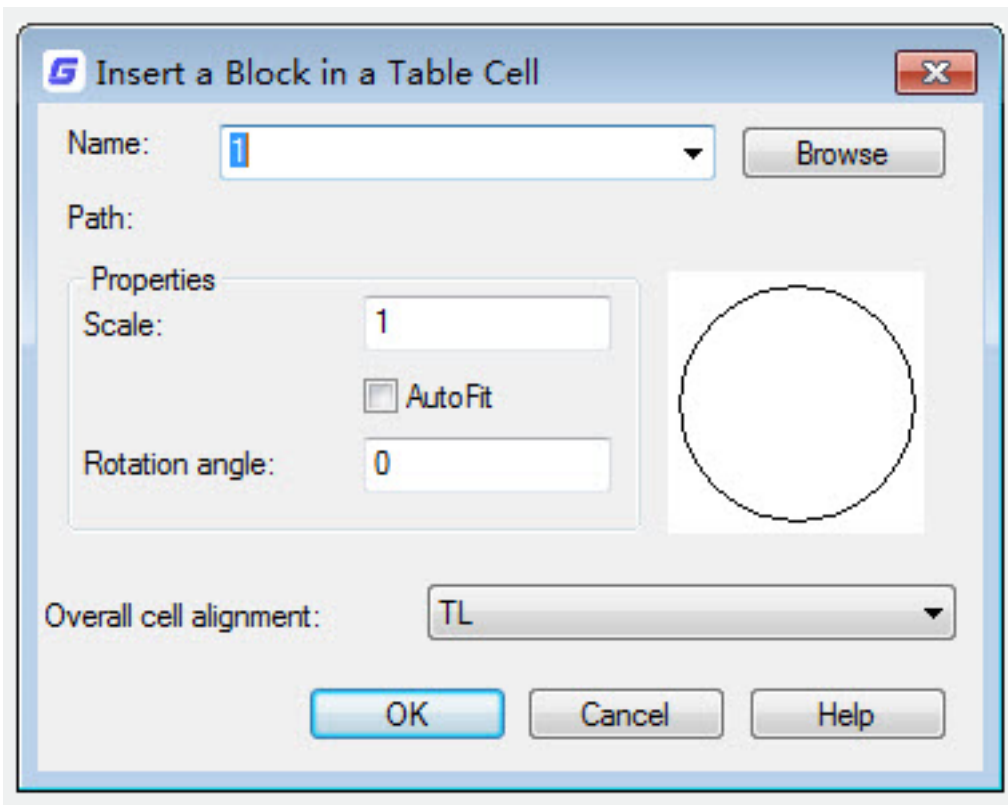 G Insert a Block in a Table Cell
Name: 1 Browse
Path:
Properties
Scale: 1
AutoFit
Rotation angle: 0
Overall cell alignment: TL
OK Cancel Help